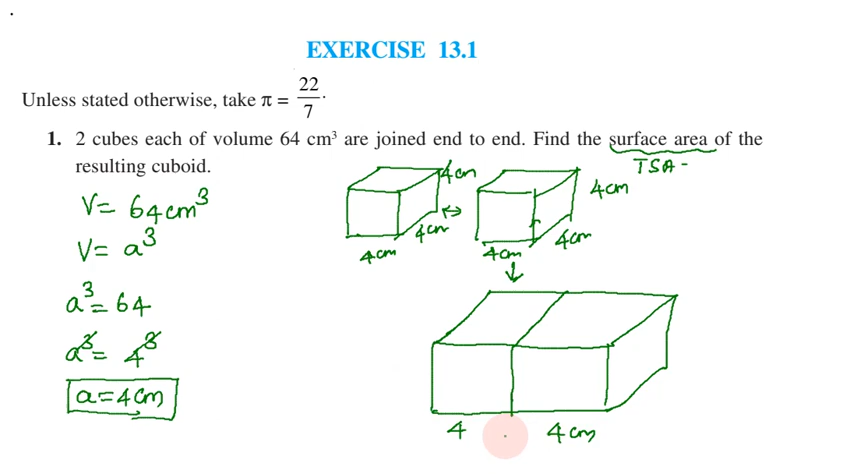 EXERCISE 13.1
Unless stated otherwise, take π = 22/7.
1. 2 cubes each of volume 64 cm³ are joined end to end. Find the surface area of the
resulting cuboid.
TSA -
V = 64cm³
V = a³
a³ = 64
a³ = 4³
a = 4cm
4cm
4cm
4cm
4cm
4cm
4cm
4
4cm